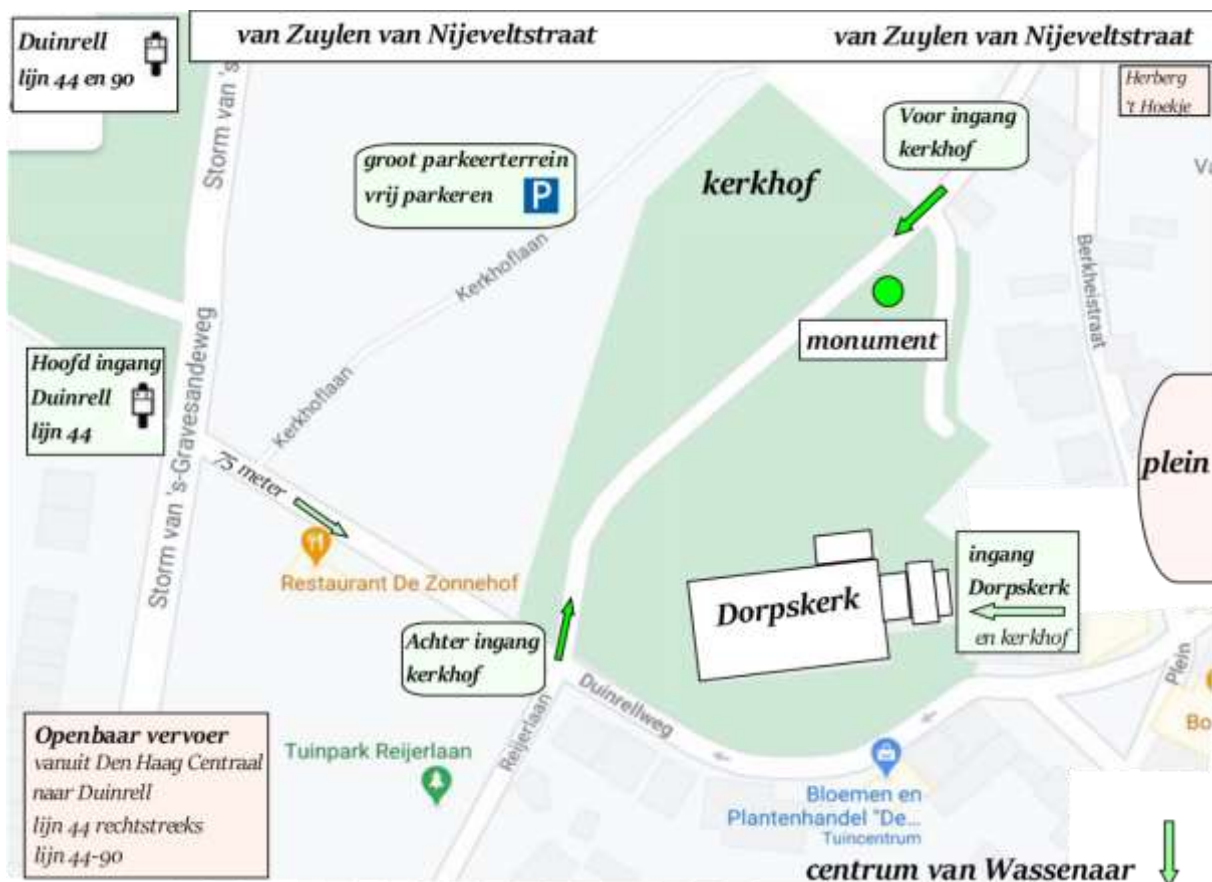 Duinrell
lijn 44 en 90
van Zuylen van Nijeveltstraat
van Zuylen van Nijeveltstraat
Herberg
't Hoekje
Storm van 's
groot parkeerterrein
vrij parkeren P
kerkhof
Voor ingang
kerkhof
Va
Kerkhoflaan
Berkheistraat
monument
Hoofd ingang
Duinrell
lijn 44
Kerkhoflaan
Storm van 's-Gravesandeweg
75 meter
plein
Restaurant De Zonnehof
Dorpskerk
ingang
Dorpskerk
en kerkhof
Achter ingang
kerkhof
Duinrellweg
Plein
Reijerlaan
Bo
Openbaar vervoer
vanuit Den Haag Centraal
naar Duinrell
lijn 44 rechtstreeks
lijn 44-90
Tuinpark Reijerlaan
Bloemen en
Plantenhandel "De...
Tuincentrum
centrum van Wassenaar